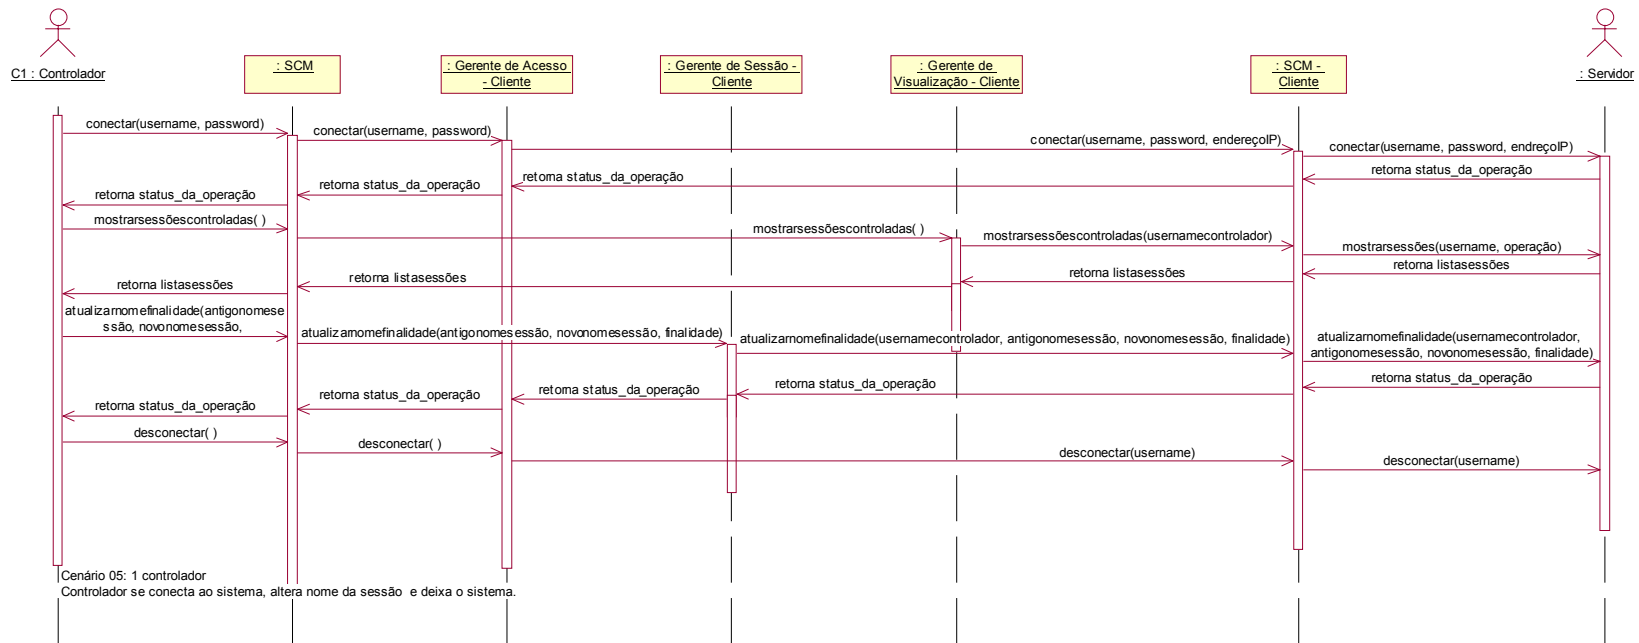 C1 : Controlador
: SCM
: Gerente de Acesso
- Cliente
: Gerente de Sessão -
Cliente
: Gerente de
Visualização - Cliente
: SCM -
Cliente
: Servidor
conectar(username, password)
conectar(username, password)
conectar(username, password, endereçoIP)
conectar(username, password, endreçoIP)
retorna status_da_operação
retorna status_da_operação
retorna status_da_operação
retorna status_da_operação
mostrarsessõescontroladas( )
mostrarsessõescontroladas( )
mostrarsessõescontroladas(usernamecontrolador)
mostrarsessões(username, operação)
retorna listasessões
retorna listasessões
retorna listasessões
retorna listasessões
atualizarnomefinalidade(antigonomese
ssão, novonomesessão,
atualizarnomefinalidade(antigonomesessão, novonomesessão, finalidade)
atualizarnomefinalidade(usernamecontrolador, antigonomesessão, novonomesessão, finalidade)
atualizarnomefinalidade(usernamecontrolador,
antigonomesessão, novonomesessão, finalidade)
retorna status_da_operação
retorna status_da_operação
retorna status_da_operação
retorna status_da_operação
retorna status_da_operação
desconectar( )
desconectar( )
desconectar(username)
desconectar(username)
Cenário 05: 1 controlador
Controlador se conecta ao sistema, altera nome da sessão e deixa o sistema.